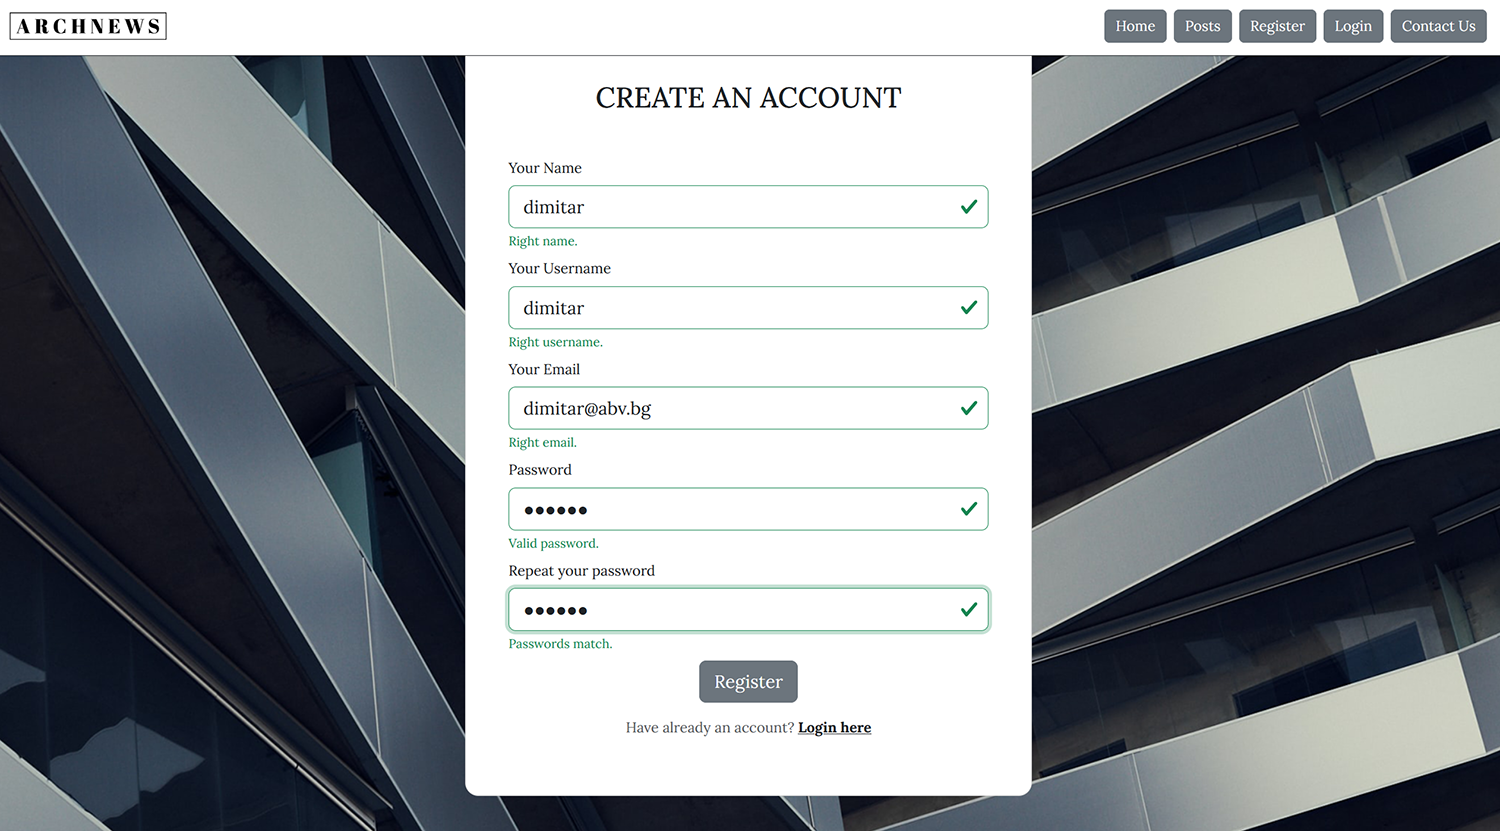 ARCHNEWS
Home Posts Register Login Contact Us
CREATE AN ACCOUNT
Your Name
dimitar
Right name.
Your Username
dimitar
Right username.
Your Email
dimitar@abv.bg
Right email.
Password
••••••
Valid password.
Repeat your password
••••••
Passwords match.
Register
Have already an account? Login here